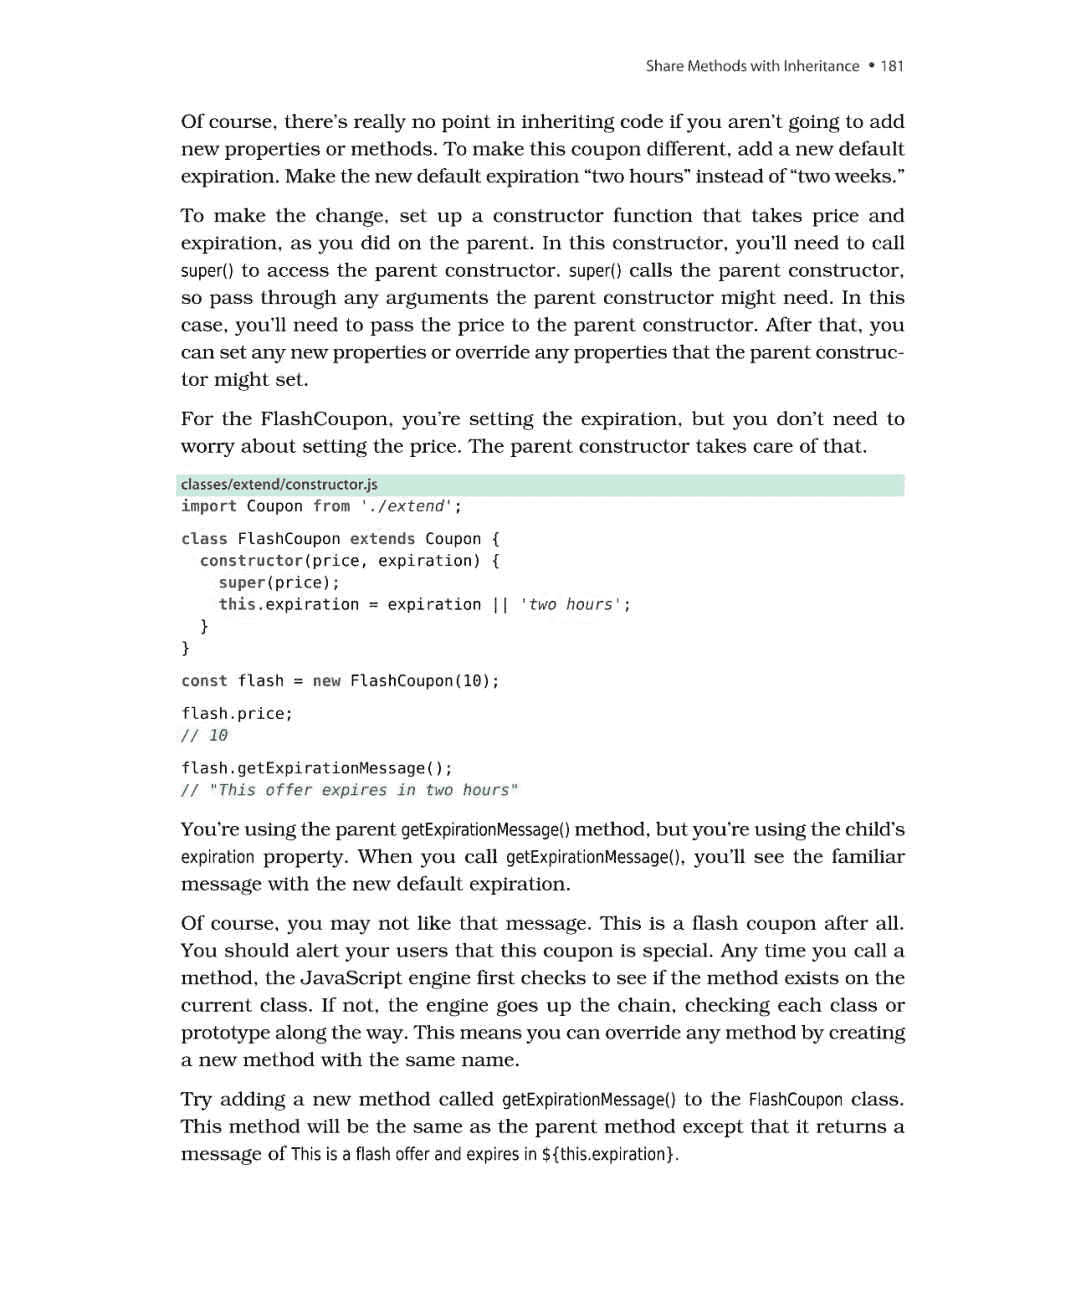 Share Methods with Inheritance • 181
Of course, there's really no point in inheriting code if you aren't going to add
new properties or methods. To make this coupon different, add a new default
expiration. Make the new default expiration “two hours” instead of “two weeks.”
To make the change, set up a constructor function that takes price and
expiration, as you did on the parent. In this constructor, you'll need to call
super() to access the parent constructor. super() calls the parent constructor,
so pass through any arguments the parent constructor might need. In this
case, you'll need to pass the price to the parent constructor. After that, you
can set any new properties or override any properties that the parent construc-
tor might set.
For the FlashCoupon, you're setting the expiration, but you don't need to
worry about setting the price. The parent constructor takes care of that.
classes/extend/constructor.js
import Coupon from './extend';
class FlashCoupon extends Coupon {
constructor(price, expiration) {
super(price);
this.expiration = expiration || 'two hours';
}
}
const flash = new FlashCoupon(10);
flash.price;
// 10
flash.getExpirationMessage();
// "This offer expires in two hours"
You're using the parent getExpirationMessage() method, but you're using the child's
expiration property. When you call getExpirationMessage(), you'll see the familiar
message with the new default expiration.
Of course, you may not like that message. This is a flash coupon after all.
You should alert your users that this coupon is special. Any time you call a
method, the JavaScript engine first checks to see if the method exists on the
current class. If not, the engine goes up the chain, checking each class or
prototype along the way. This means you can override any method by creating
a new method with the same name.
Try adding a new method called getExpirationMessage() to the FlashCoupon class.
This method will be the same as the parent method except that it returns a
message of This is a flash offer and expires in ${this.expiration}.